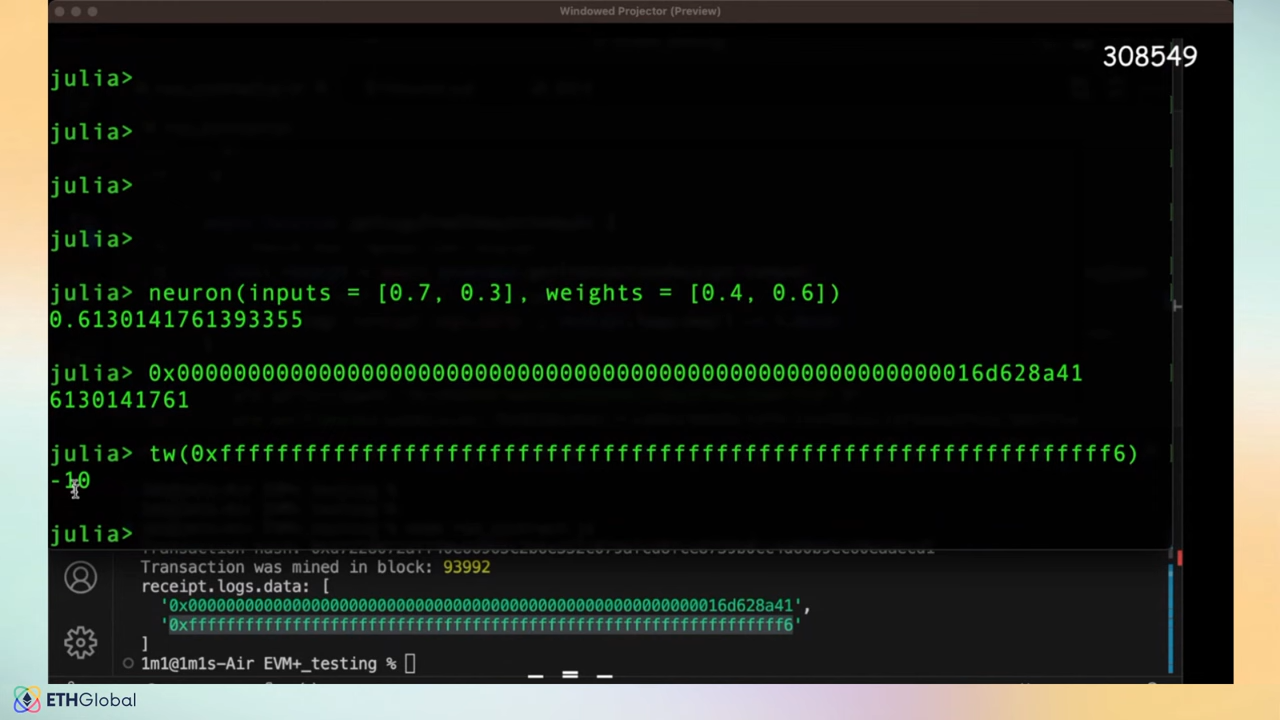 Windowed Projector (Preview)
308549
julia>
julia>
julia>
julia>
julia> neuron(inputs = [0.7, 0.3], weights = [0.4, 0.6])
0.6130141761393355
julia> 0x000000000000000000000000000000000000000000000000000000016d628a41
6130141761
julia> tw(0xfffffffffffffffffffffffffffffffffffffffffffffffffffffffffffffff6)
-10
julia>
Transaction hash:
Transaction was mined in block: 93992
receipt.logs.data: [
'0x000000000000000000000000000000000000000000000000000000016d628a41',
'0xfffffffffffffffffffffffffffffffffffffffffffffffffffffffffffffff6'
]
1m1@1m1s-Air EVM+_testing %
ETHGlobal